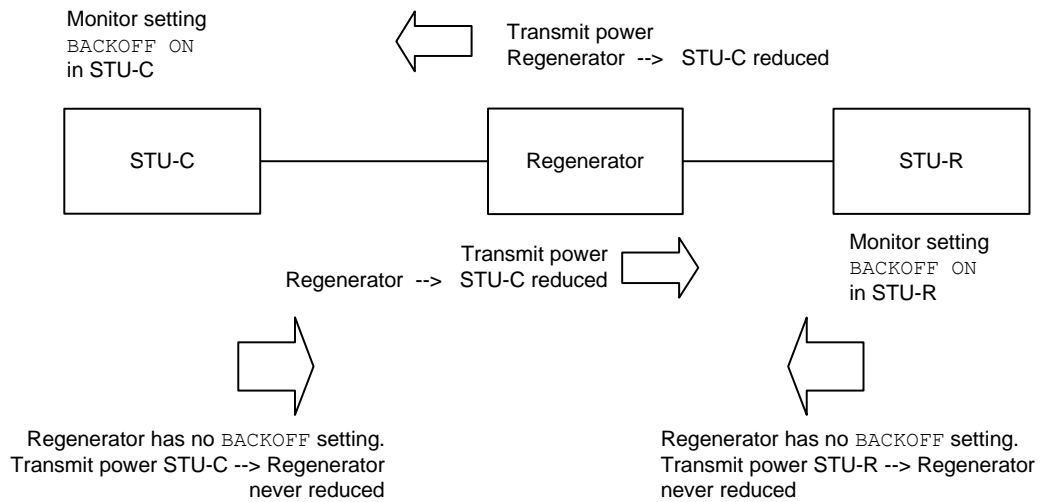 Monitor setting
BACKOFF ON
in STU-C
Transmit power
Regenerator --> STU-C reduced
STU-C
Regenerator
STU-R
Transmit power
Regenerator --> STU-C reduced
Monitor setting
BACKOFF ON
in STU-R
Regenerator has no BACKOFF setting.
Transmit power STU-C --> Regenerator
never reduced
Regenerator has no BACKOFF setting.
Transmit power STU-R --> Regenerator
never reduced